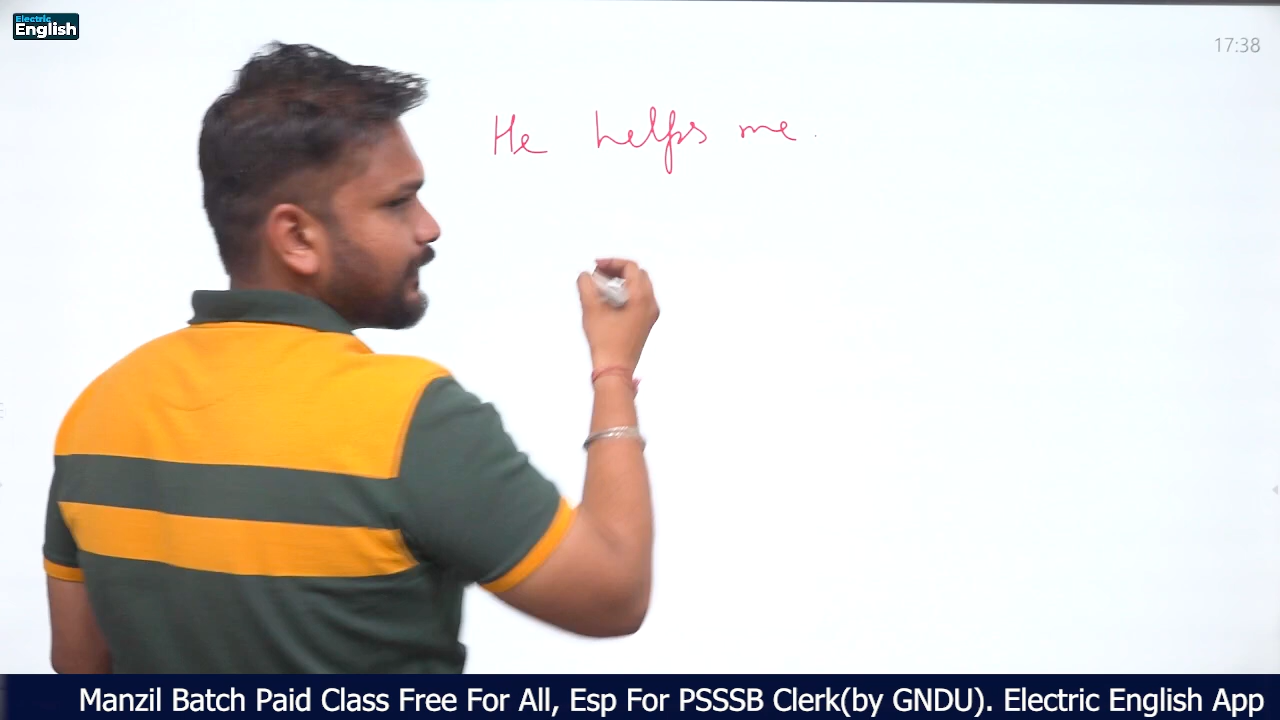 Electric
English
17:38
He helps me.
Manzil Batch Paid Class Free For All, Esp For PSSSB Clerk(by GNDU). Electric English App